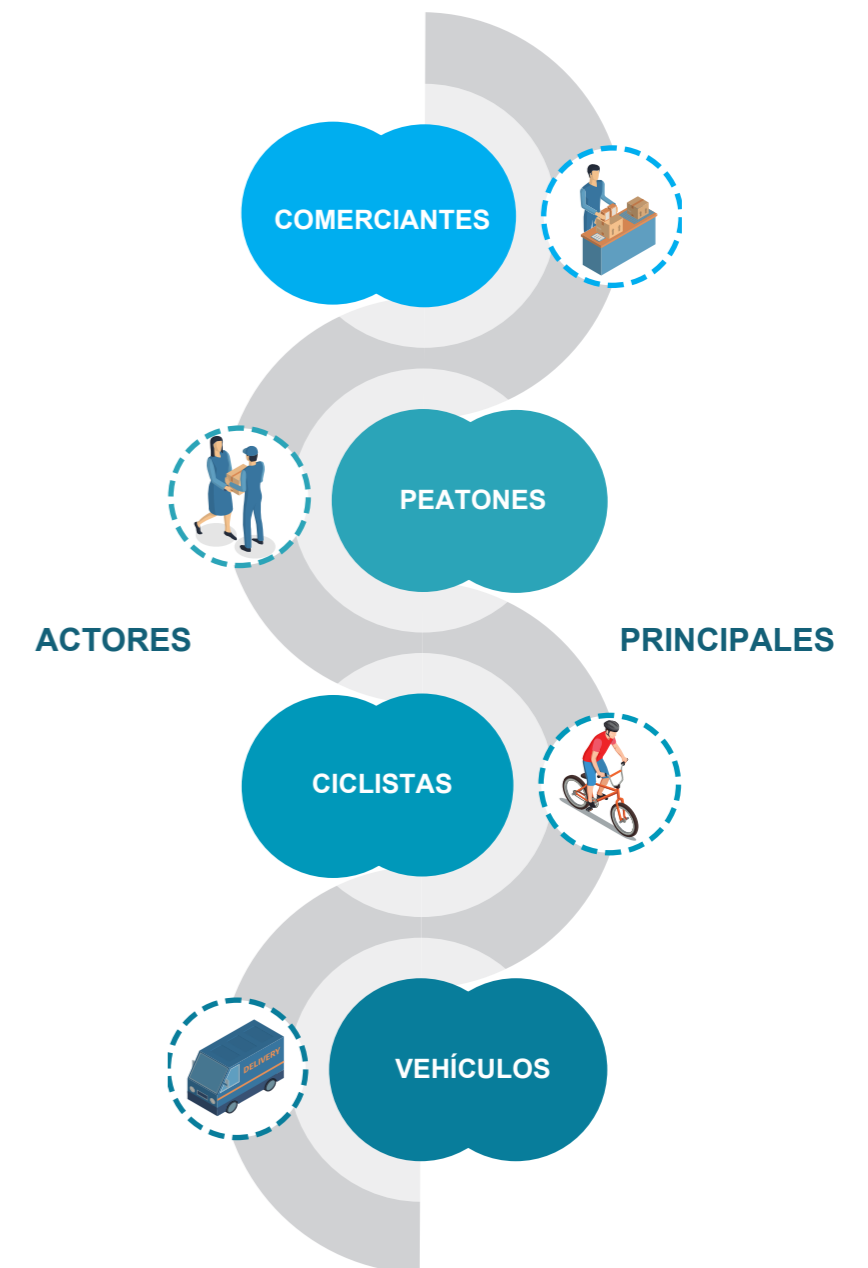 COMERCIANTES
PEATONES
ACTORES
PRINCIPALES
CICLISTAS
DELIVERY
VEHÍCULOS